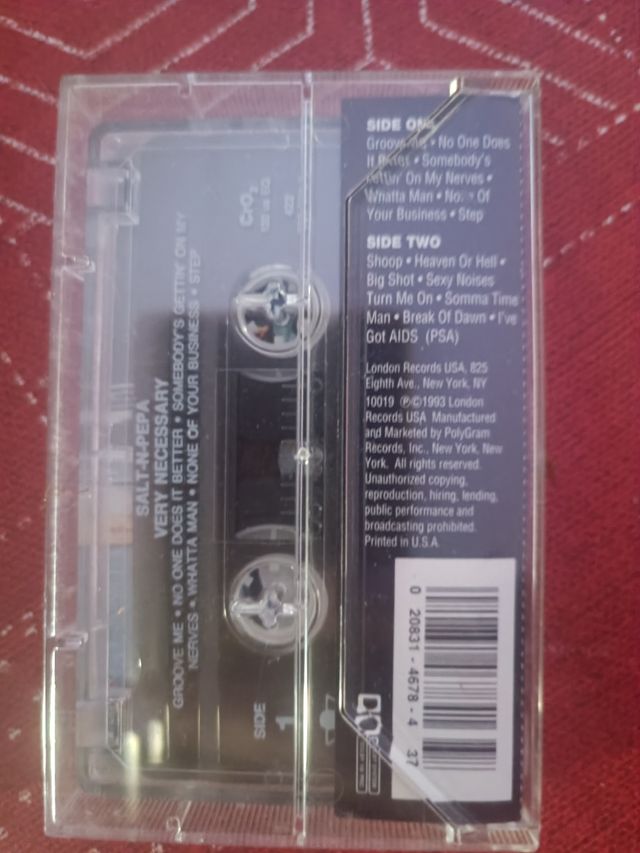 SIDE ONE
Groove Me • No One Does
It Better • Somebody's
Gettin' On My Nerves •
Whatta Man • None Of
Your Business • Step
SIDE TWO
Shoop • Heaven Or Hell •
Big Shot • Sexy Noises
Turn Me On • Somma Time
Man • Break Of Dawn • I've
Got AIDS (PSA)
London Records USA, 825
Eighth Ave., New York, NY
10019 ℗©1993 London
Records USA Manufactured
and Marketed by PolyGram
Records, Inc., New York, New
York. All rights reserved.
Unauthorized copying,
reproduction, hiring, lending,
public performance and
broadcasting prohibited.
Printed in U.S.A.
0 20831-4678-4 37
SALT-N-PEPA
VERY NECESSARY
GROOVE ME • NO ONE DOES IT BETTER • SOMEBODY'S GETTIN' ON MY
NERVES • WHATTA MAN • NONE OF YOUR BUSINESS • STEP
SIDE 1
CrO2
422